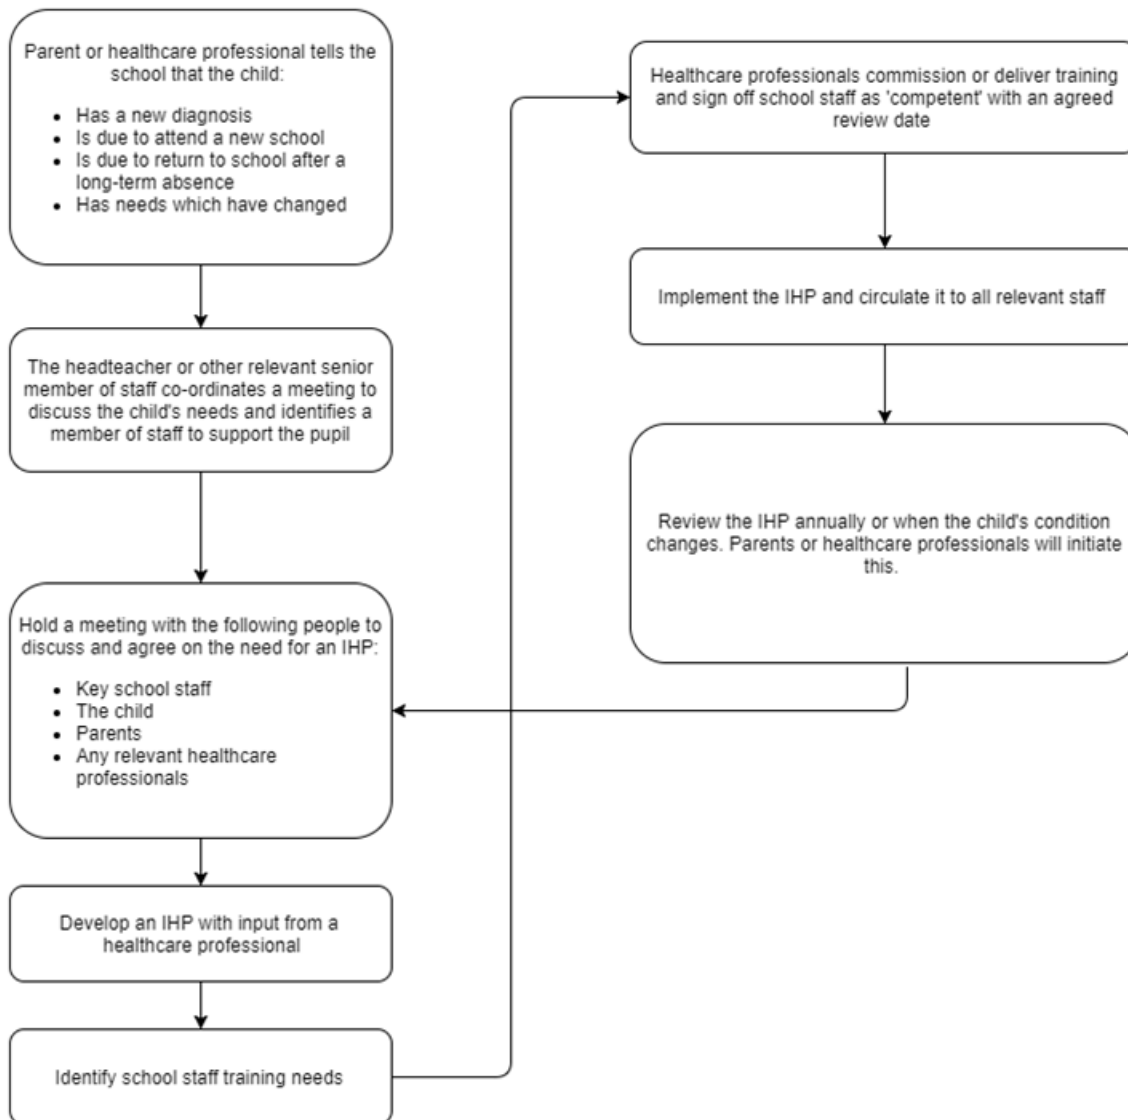 Parent or healthcare professional tells the
school that the child:
• Has a new diagnosis
• Is due to attend a new school
• Is due to return to school after a
long-term absence
• Has needs which have changed
The headteacher or other relevant senior
member of staff co-ordinates a meeting to
discuss the child's needs and identifies a
member of staff to support the pupil
Hold a meeting with the following people to
discuss and agree on the need for an IHP:
• Key school staff
• The child
• Parents
• Any relevant healthcare
professionals
Develop an IHP with input from a
healthcare professional
Identify school staff training needs
Healthcare professionals commission or deliver training
and sign off school staff as 'competent' with an agreed
review date
Implement the IHP and circulate it to all relevant staff
Review the IHP annually or when the child's condition
changes. Parents or healthcare professionals will initiate
this.